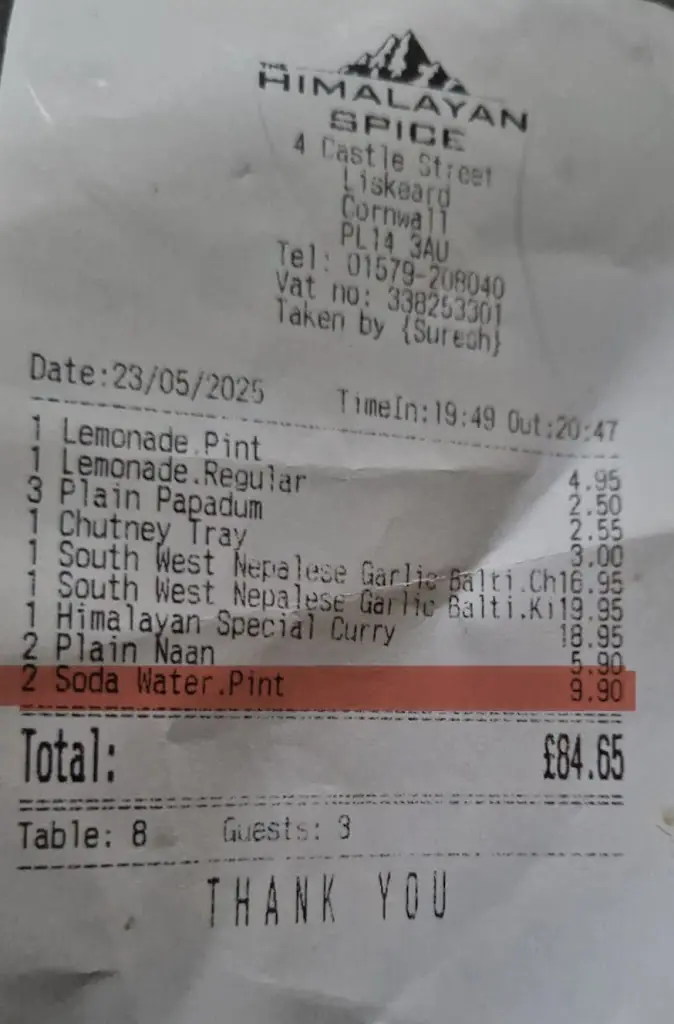 THE
HIMALAYAN
SPICE
4 Castle Street
Liskeard
Cornwall
PL14 3AU
Tel: 01579-208040
Vat no: 338253301
Taken by {Suresh}
Date:23/05/2025 TimeIn:19:49 Out:20:47
1 Lemonade.Pint 4.95
1 Lemonade.Regular 2.50
3 Plain Papadum 2.55
1 Chutney Tray 3.00
1 South West Nepalese Garlic Balti.Ch16.95
1 South West Nepalese Garlic Balti.Ki19.95
1 Himalayan Special Curry 18.95
2 Plain Naan 5.90
2 Soda Water.Pint 9.90
Total: £84.65
Table: 8 Guests: 3
THANK YOU